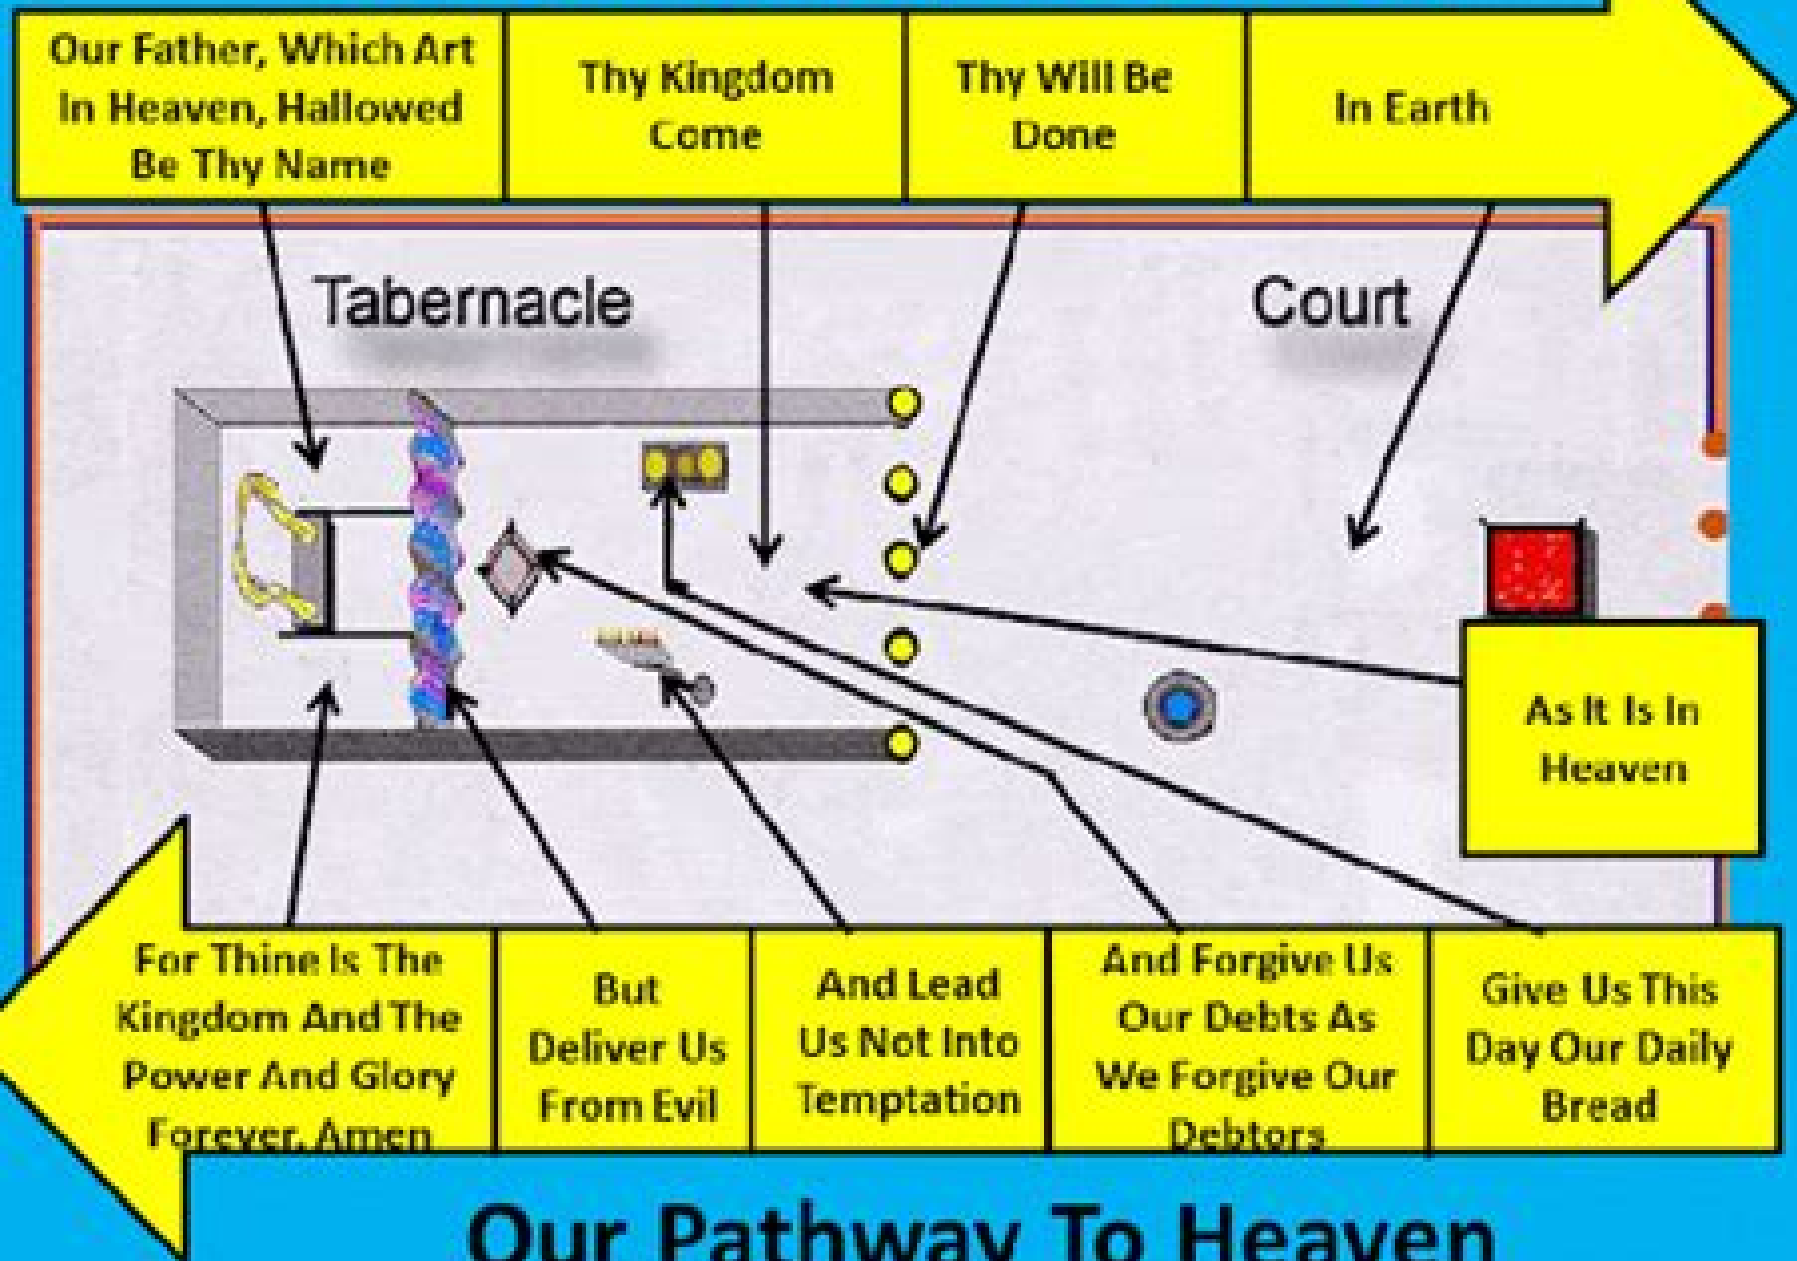 Our Father, Which Art
In Heaven, Hallowed
Be Thy Name
Thy Kingdom
Come
Thy Will Be
Done
In Earth
Tabernacle
Court
As It Is In
Heaven
For Thine Is The
Kingdom And The
Power And Glory
Forever, Amen
But
Deliver Us
From Evil
And Lead
Us Not Into
Temptation
And Forgive Us
Our Debts As
We Forgive Our
Debtors
Give Us This
Day Our Daily
Bread
Our Pathway To Heaven